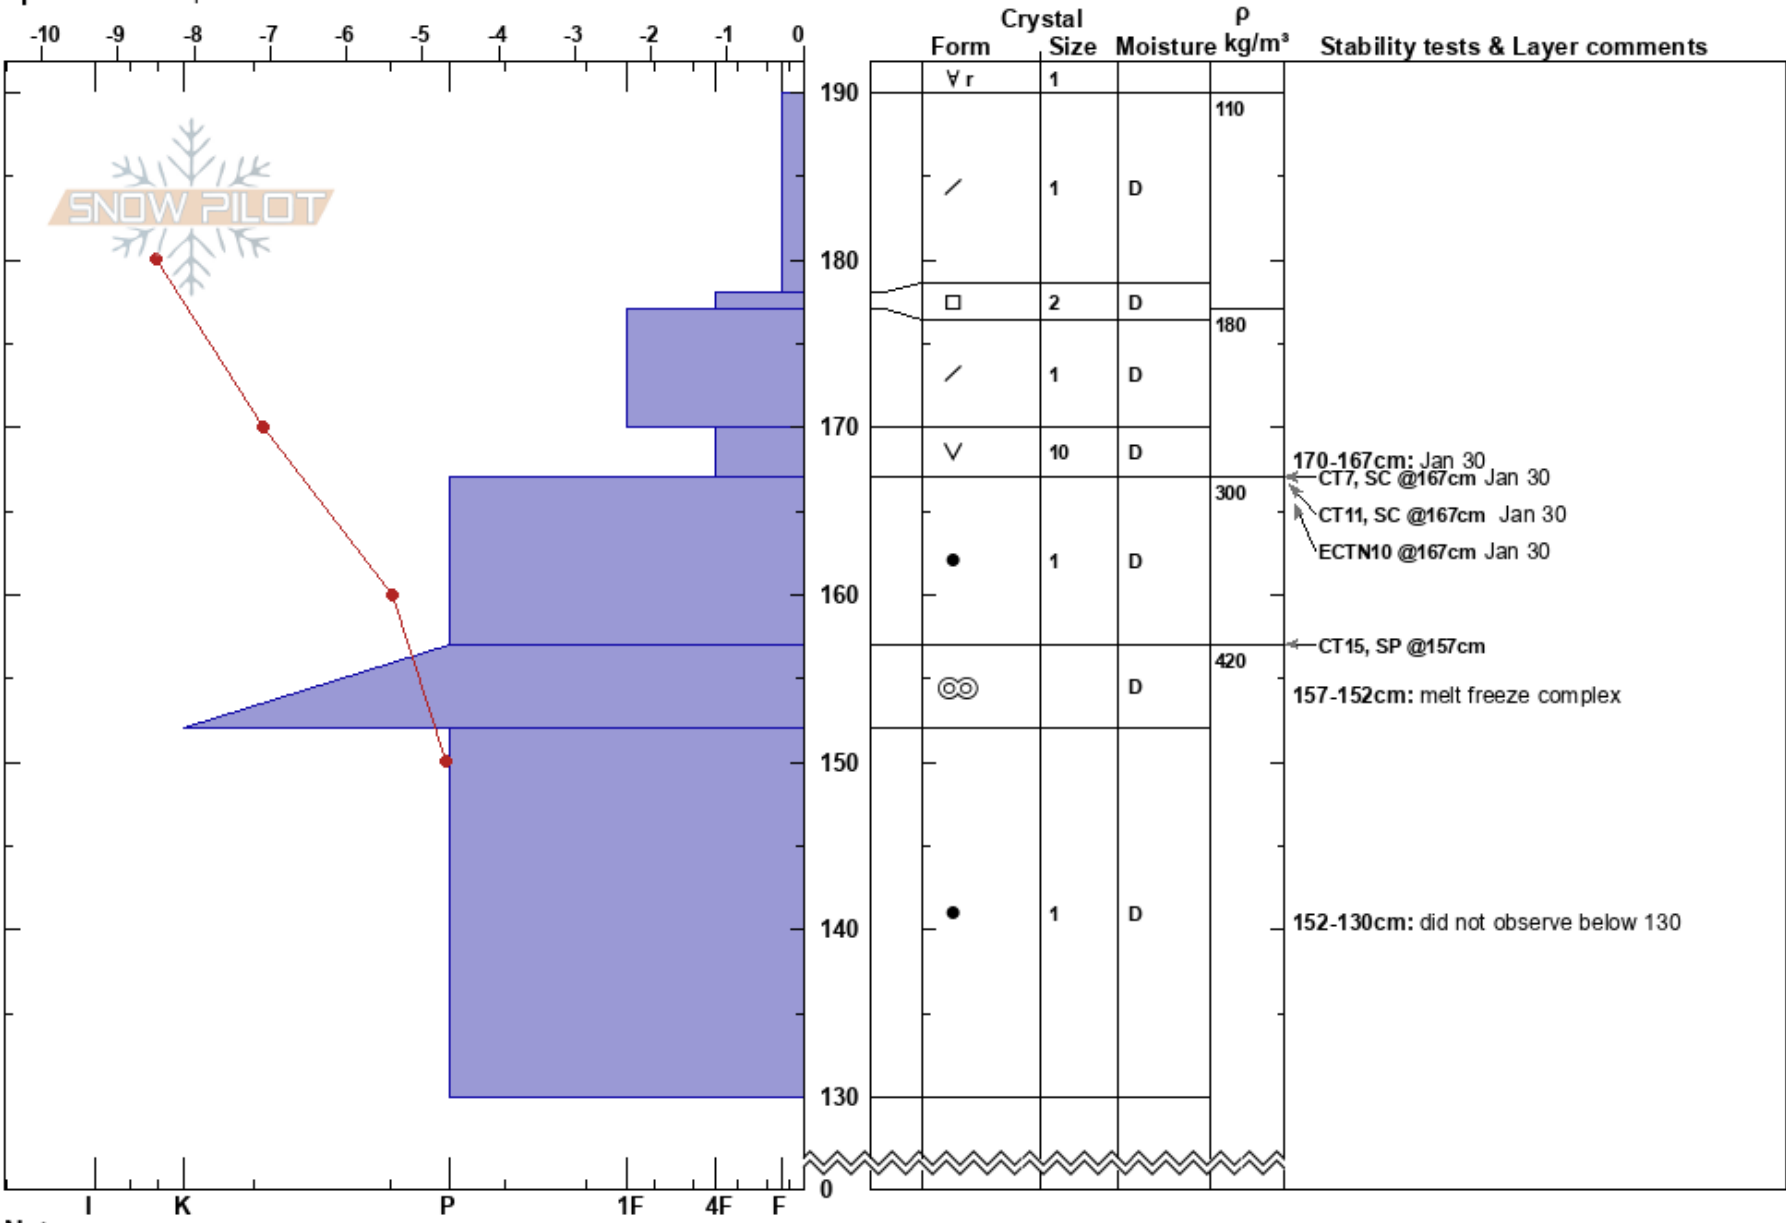 Crystal ρ
-10 -9 -8 -7 -6 -5 -4 -3 -2 -1 0
Form Size Moisture kg/m³ Stability tests & Layer comments
r 1
190
110
SNOW PILOT
1 D
180
2 D
180
1 D
170
10 D
170-167cm: Jan 30
CT7, SC @167cm Jan 30
300
CT11, SC @167cm Jan 30
ECTN10 @167cm Jan 30
1 D
160
CT15, SP @157cm
420
D
157-152cm: melt freeze complex
150
1 D
152-130cm: did not observe below 130
140
130
0
I K P 1F 4F F